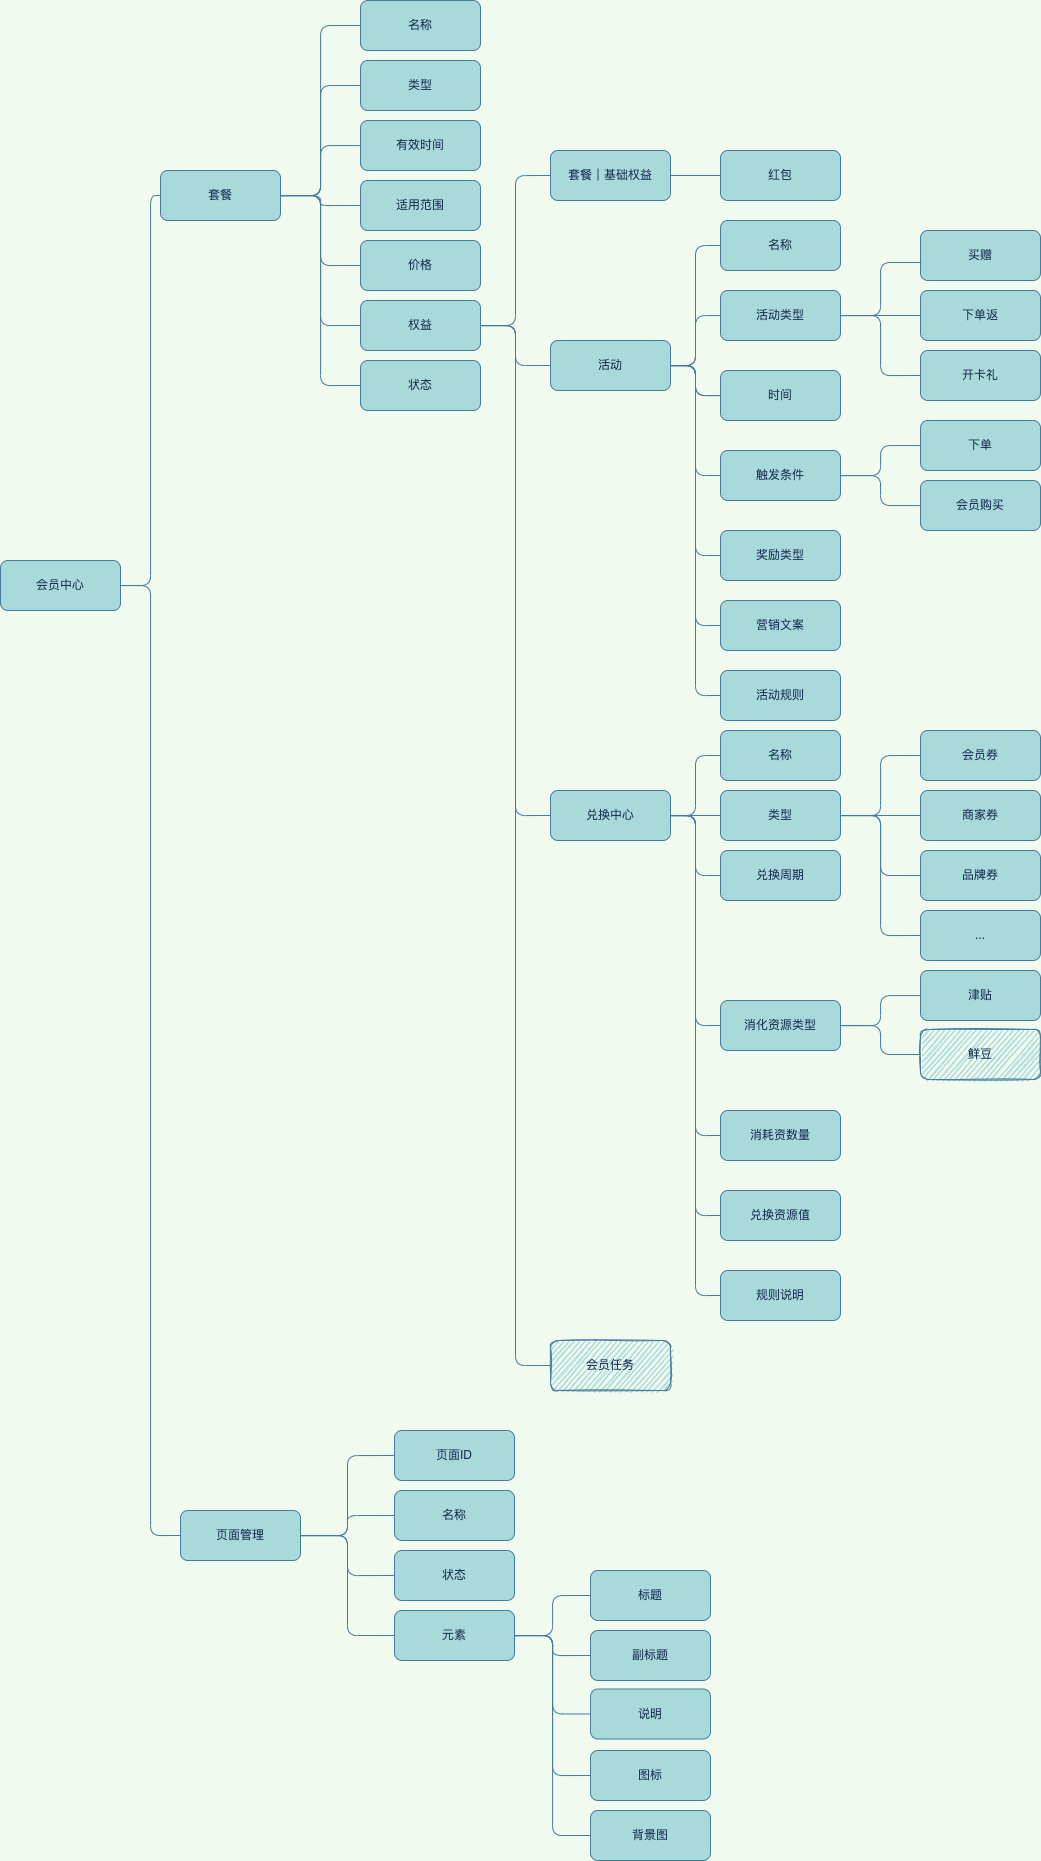 会员中心
套餐
名称
类型
有效时间
适用范围
价格
权益
状态
套餐｜基础权益
红包
活动
名称
活动类型
买赠
下单返
开卡礼
时间
触发条件
下单
会员购买
奖励类型
营销文案
活动规则
兑换中心
名称
类型
会员券
商家券
品牌券
...
兑换周期
消化资源类型
津贴
鲜豆
消耗资数量
兑换资源值
规则说明
会员任务
页面管理
页面ID
名称
状态
元素
标题
副标题
说明
图标
背景图